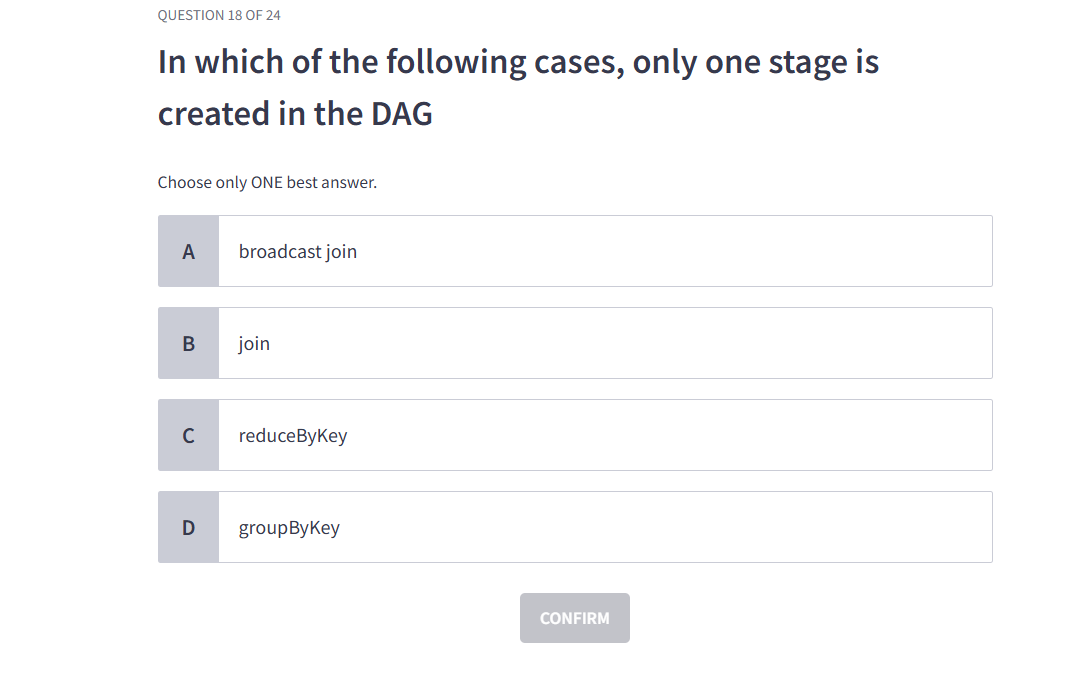 QUESTION 18 OF 24
In which of the following cases, only one stage is
created in the DAG
Choose only ONE best answer.
A broadcast join
B join
C reduceByKey
D groupByKey
CONFIRM